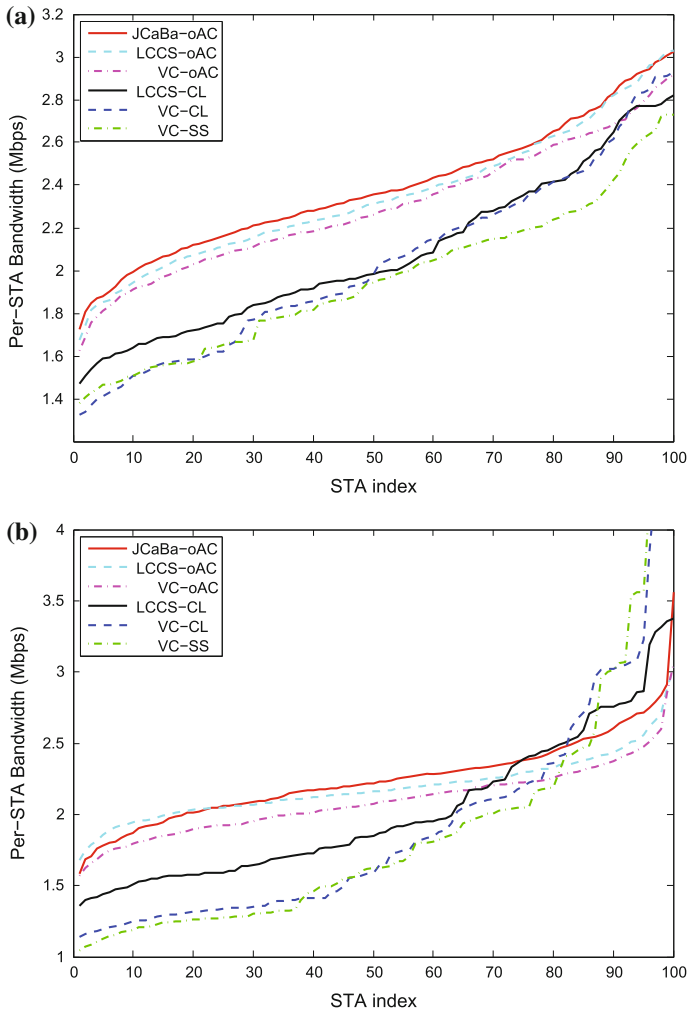 (a)
3.2
3
2.8
2.6
2.4
2.2
2
1.8
1.6
1.4
Per−STA Bandwidth (Mbps)
JCaBa−oAC
LCCS−oAC
VC−oAC
LCCS−CL
VC−CL
VC−SS
0 10 20 30 40 50 60 70 80 90 100
STA index
(b)
4
3.5
3
2.5
2
1.5
1
Per−STA Bandwidth (Mbps)
JCaBa−oAC
LCCS−oAC
VC−oAC
LCCS−CL
VC−CL
VC−SS
0 10 20 30 40 50 60 70 80 90 100
STA index